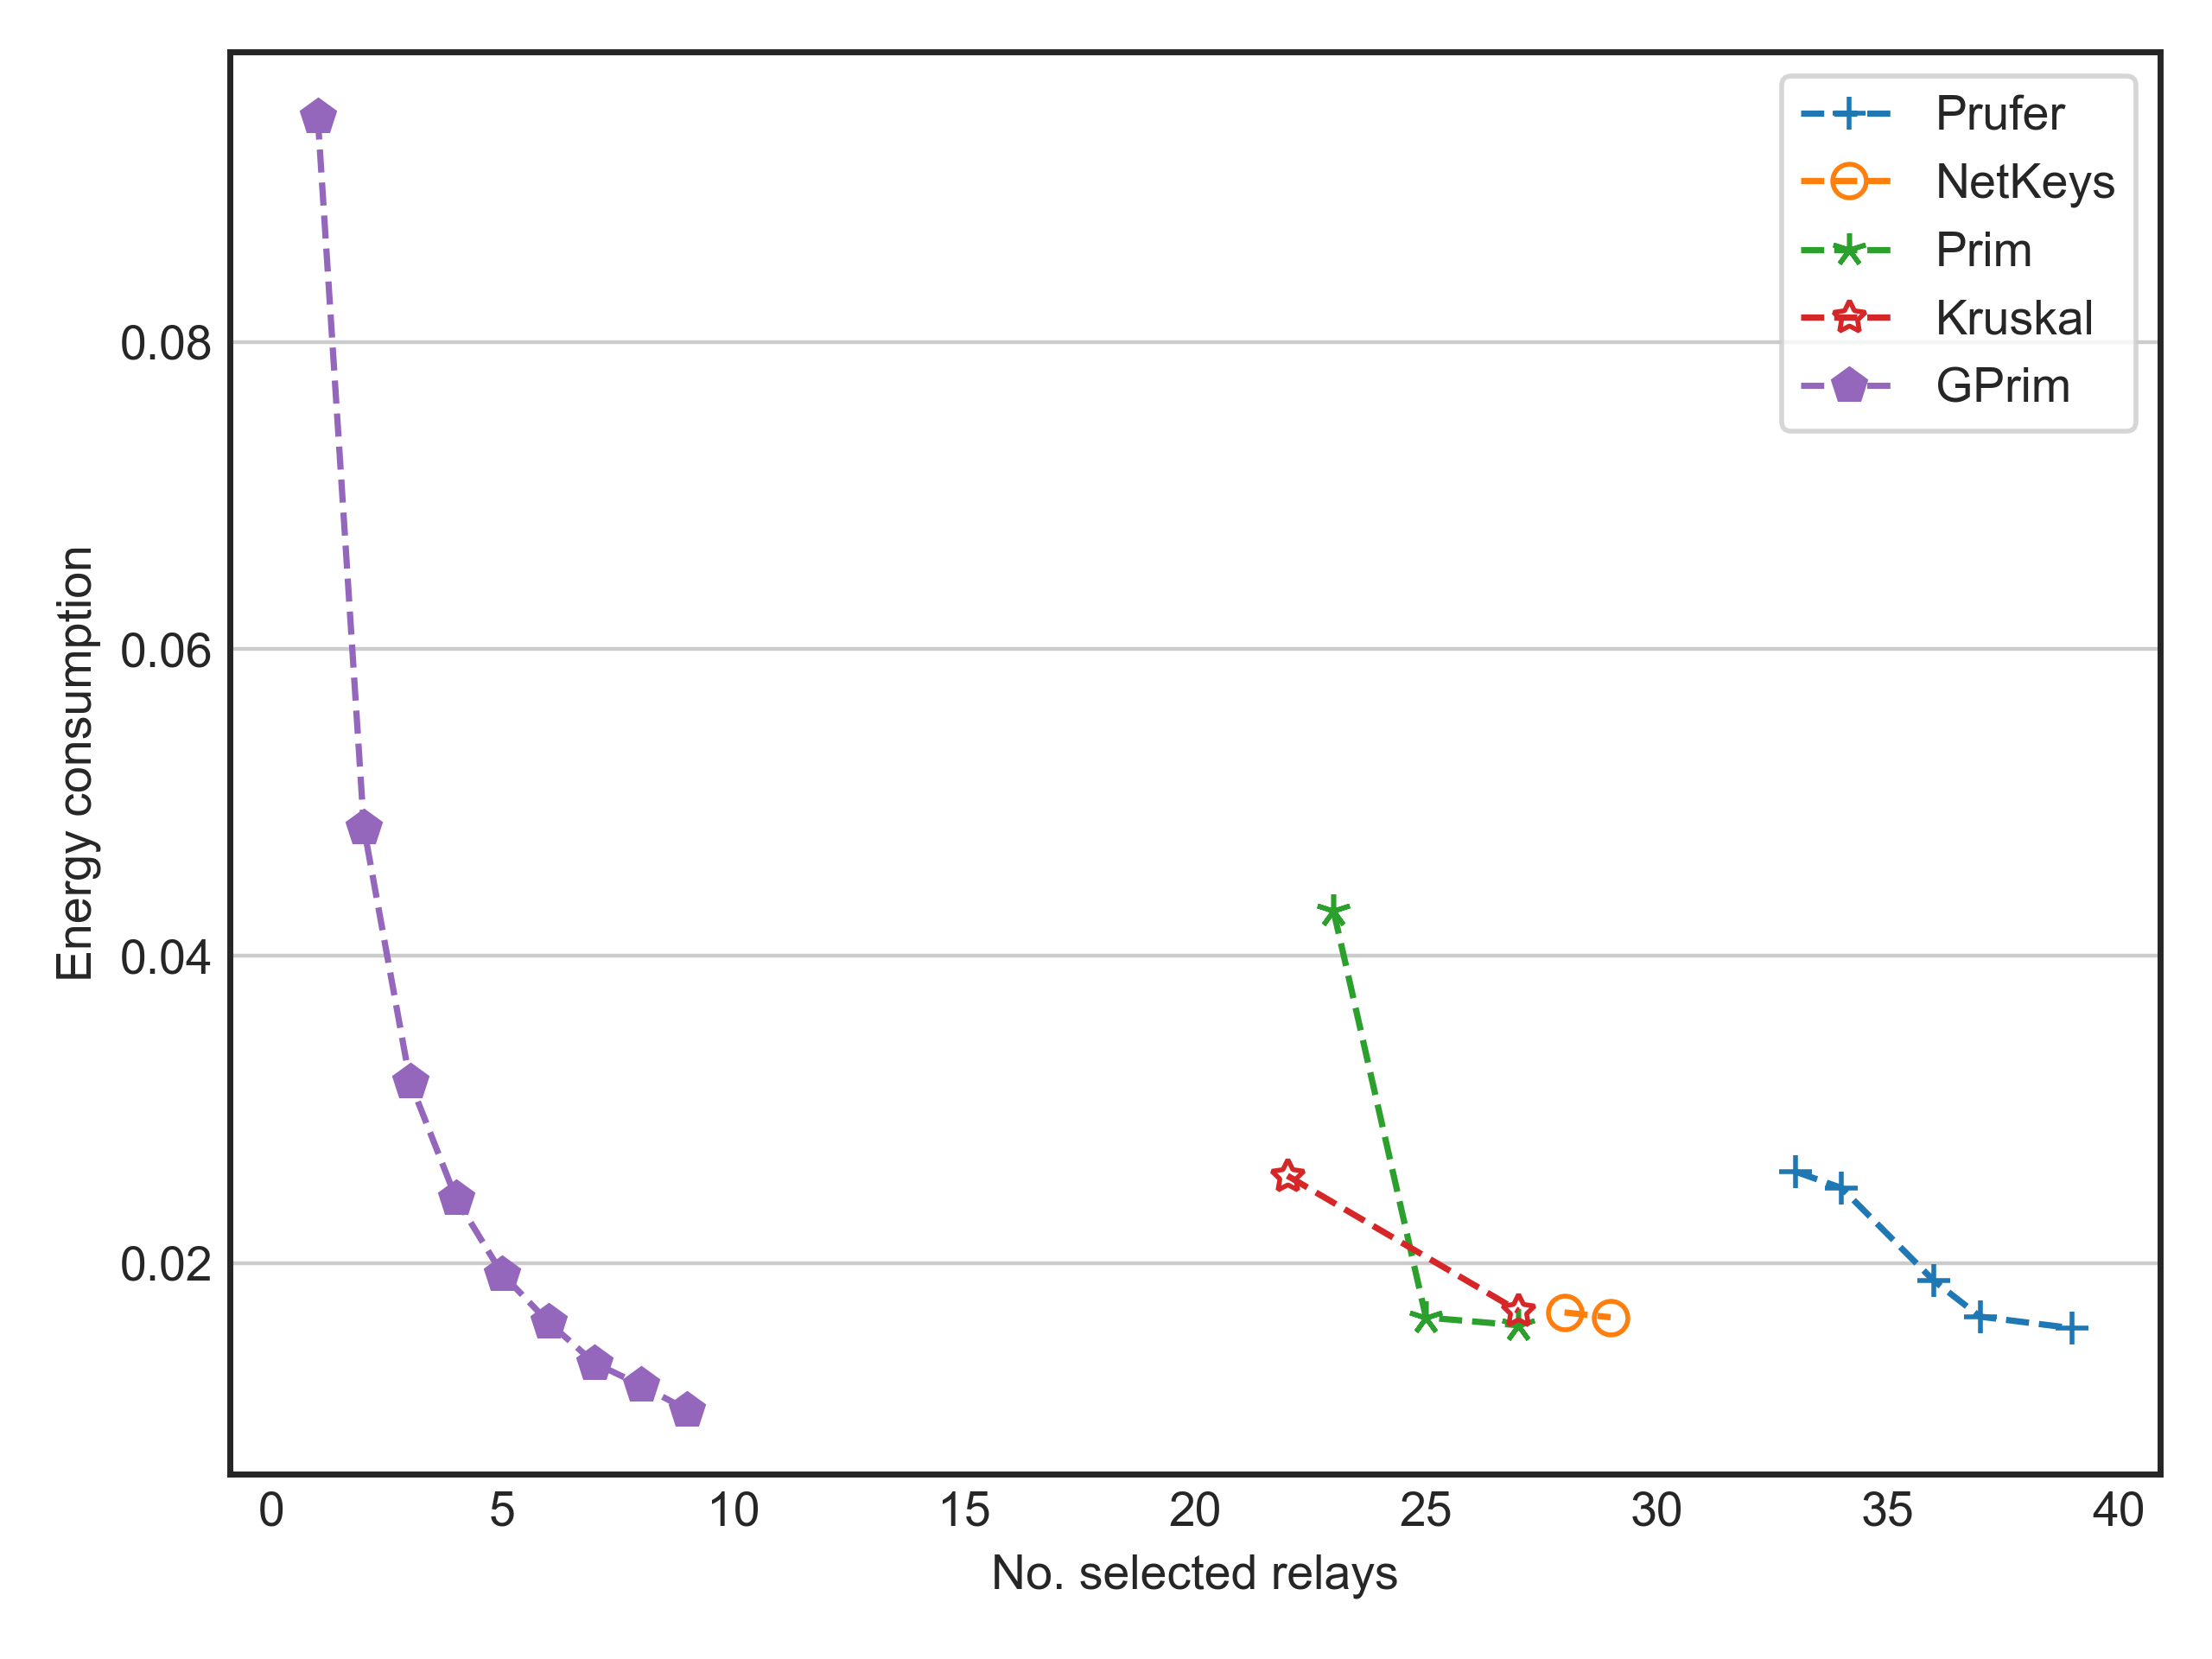 Prufer
NetKeys
Prim
Kruskal
GPrim
Energy consumption
0.08
0.06
0.04
0.02
0 5 10 15 20 25 30 35 40
No. selected relays